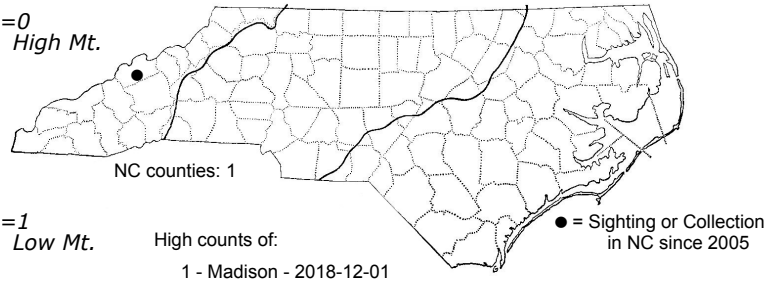 =0
High Mt.
NC counties: 1
=1
Low Mt.
High counts of:
1 - Madison - 2018-12-01
● = Sighting or Collection
in NC since 2005